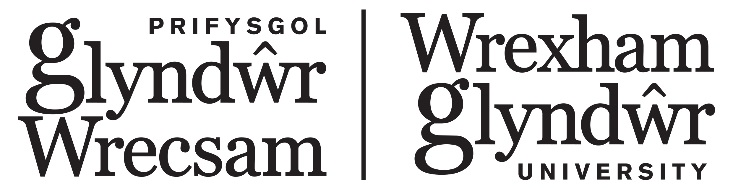 PRIFYSGOL
glyndŵr
Wrecsam
Wrexham
glyndŵr
UNIVERSITY